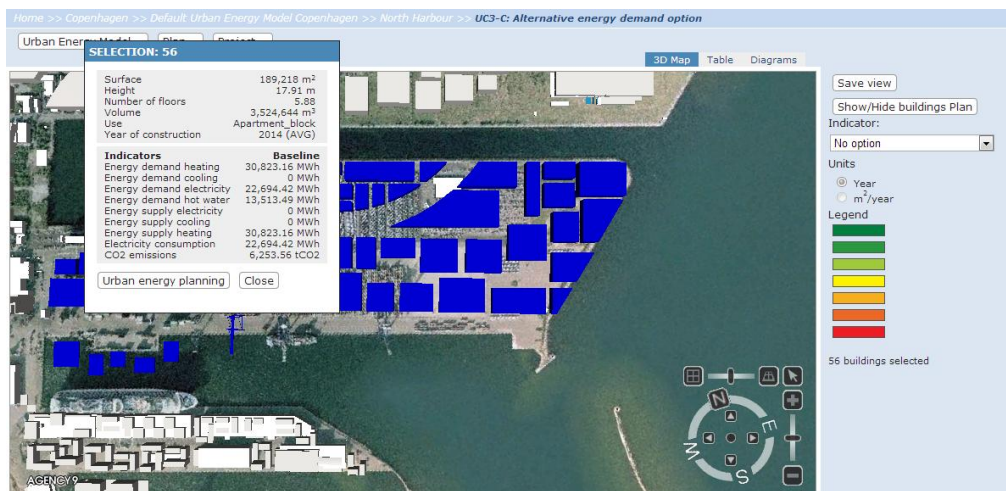 Home >> Copenhagen >> Default Urban Energy Model Copenhagen >> North Harbour >> UC3-C: Alternative energy demand option
SELECTION: 56
3D Map Table Diagrams
Surface 189,218 m²
Height 17.91 m
Number of floors 5.88
Volume 3,524,644 m³
Use Apartment_block
Year of construction 2014 (AVG)
Indicators Baseline
Energy demand heating 30,823.16 MWh
Energy demand cooling 0 MWh
Energy demand electricity 22,694.42 MWh
Energy demand hot water 13,513.49 MWh
Energy supply electricity 0 MWh
Energy supply cooling 0 MWh
Energy supply heating 30,823.16 MWh
Electricity consumption 22,694.42 MWh
CO2 emissions 6,253.56 tCO2
Urban energy planning Close
Save view
Show/Hide buildings Plan
Indicator:
No option
Units
Year
m²/year
Legend
56 buildings selected
N
E
S
AGENCY9